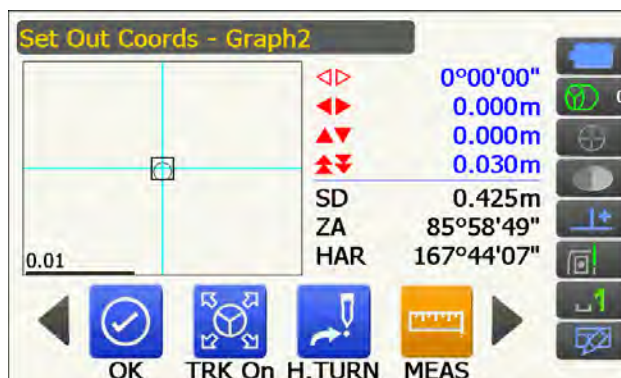 Set Out Coords - Graph2
0°00'00"
0.000m
0.000m
0.030m
SD 0.425m
ZA 85°58'49"
HAR 167°44'07"
0.01
OK TRK On H.TURN MEAS
1